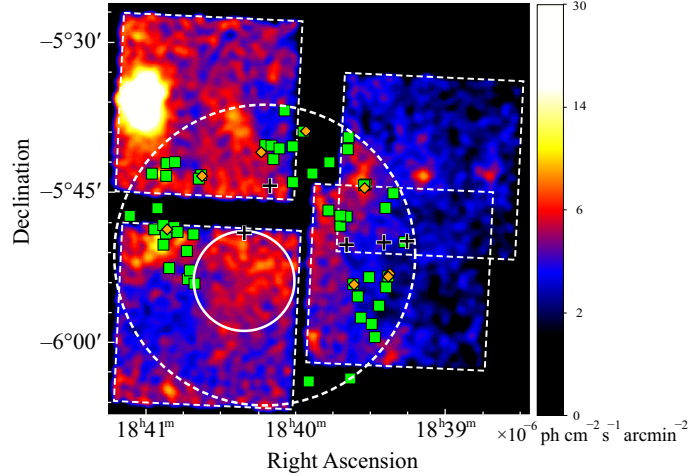 30
14
6
2
0
−5°30′
−5°45′
−6°00′
Declination
18ʰ41ᵐ
18ʰ40ᵐ
18ʰ39ᵐ
×10⁻⁶ ph cm⁻² s⁻¹ arcmin⁻²
Right Ascension